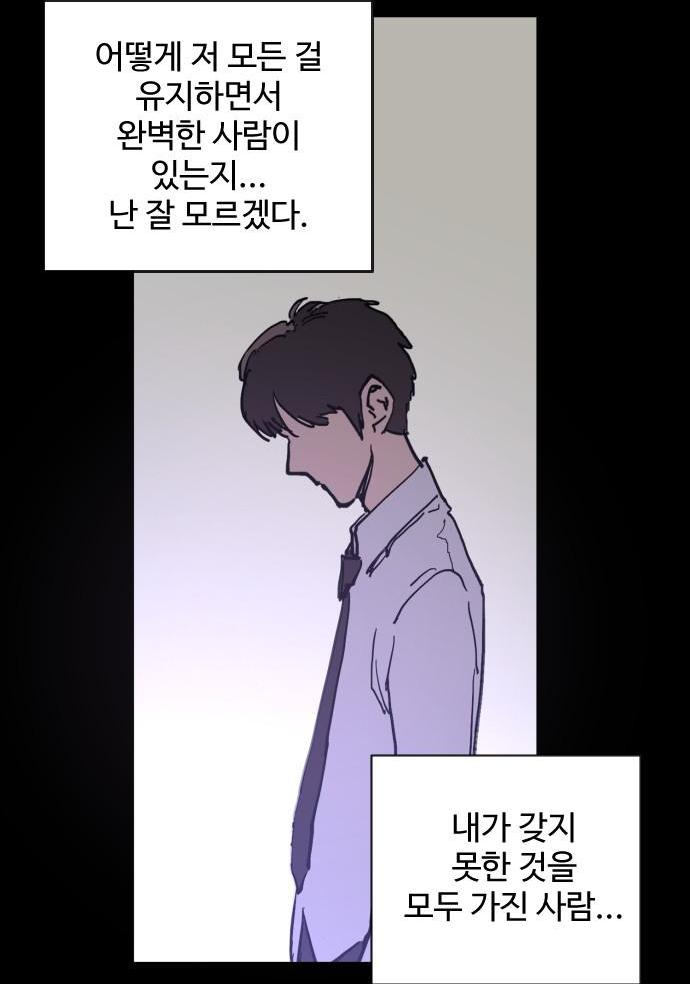 어떻게 저 모든 걸
유지하면서
완벽한 사람이
있는지...
난 잘 모르겠다.
내가 갖지
못한 것을
모두 가진 사람...